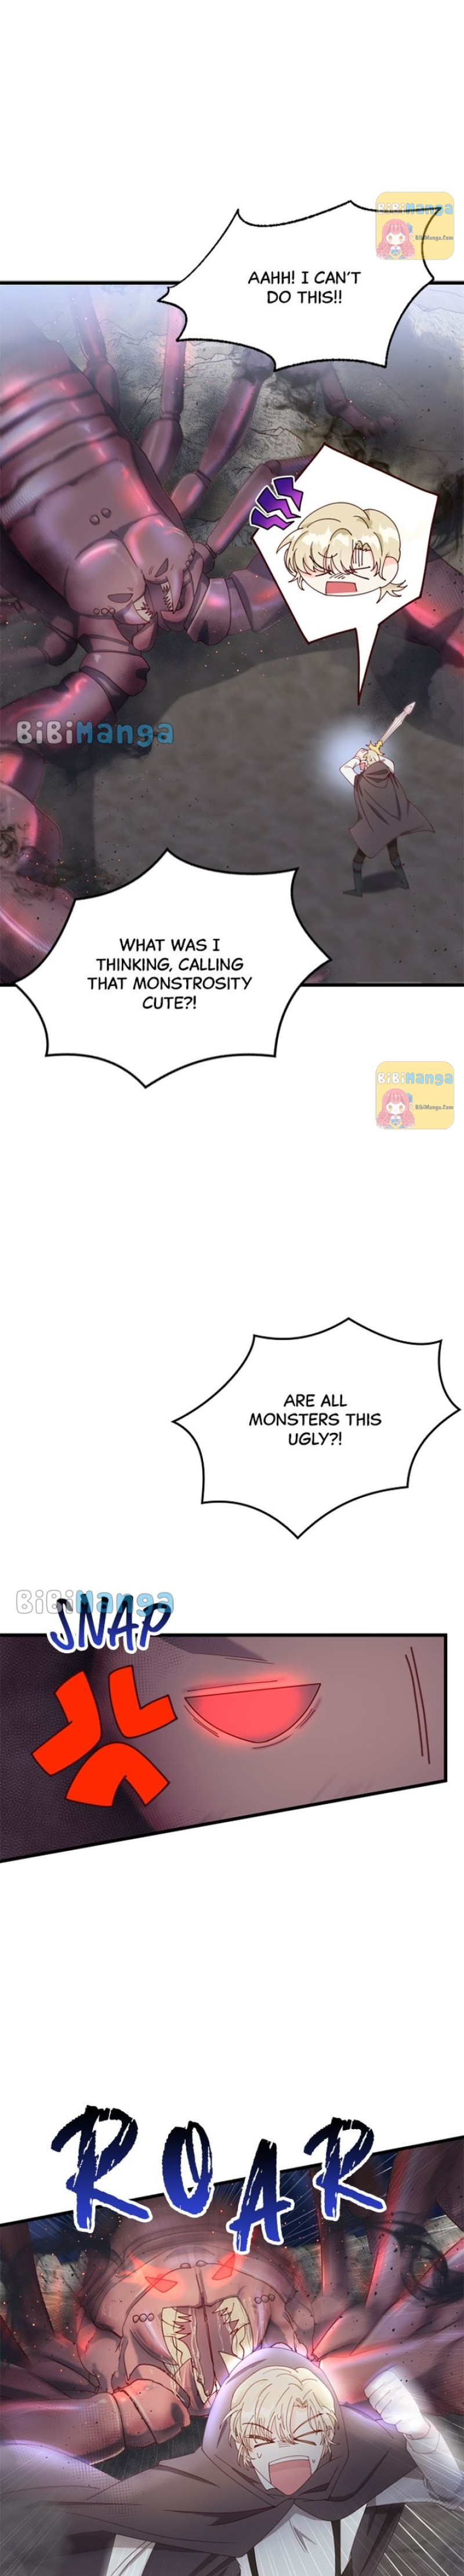 BiBiManga
BiBiManga.Com
AAHH! I CAN'T
DO THIS!!
BiBiManga
WHAT WAS I
THINKING, CALLING
THAT MONSTROSITY
CUTE?!
BiBiManga
BiBiManga.Com
ARE ALL
MONSTERS THIS
UGLY?!
BiBiManga
SNAP
ROAR